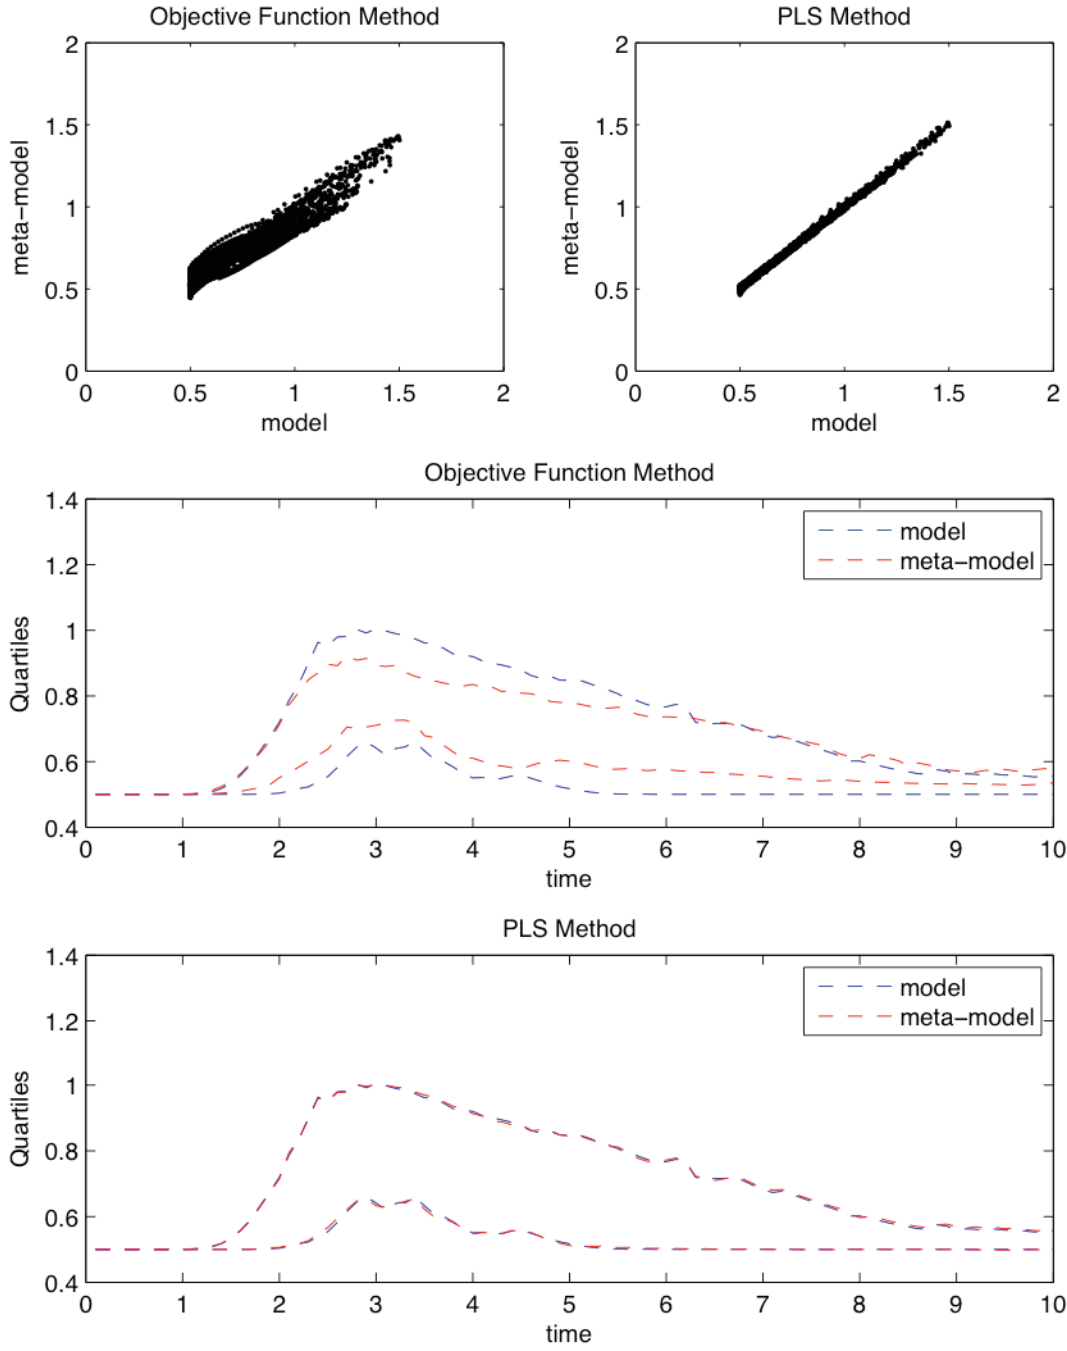 Objective Function Method
PLS Method
2
1.5
1
0.5
0
meta−model
0 0.5 1 1.5 2
model
2
1.5
1
0.5
0
meta−model
0 0.5 1 1.5 2
model
Objective Function Method
1.4
1.2
1
0.8
0.6
0.4
Quartiles
model
meta−model
0 1 2 3 4 5 6 7 8 9 10
time
PLS Method
1.4
1.2
1
0.8
0.6
0.4
Quartiles
model
meta−model
0 1 2 3 4 5 6 7 8 9 10
time